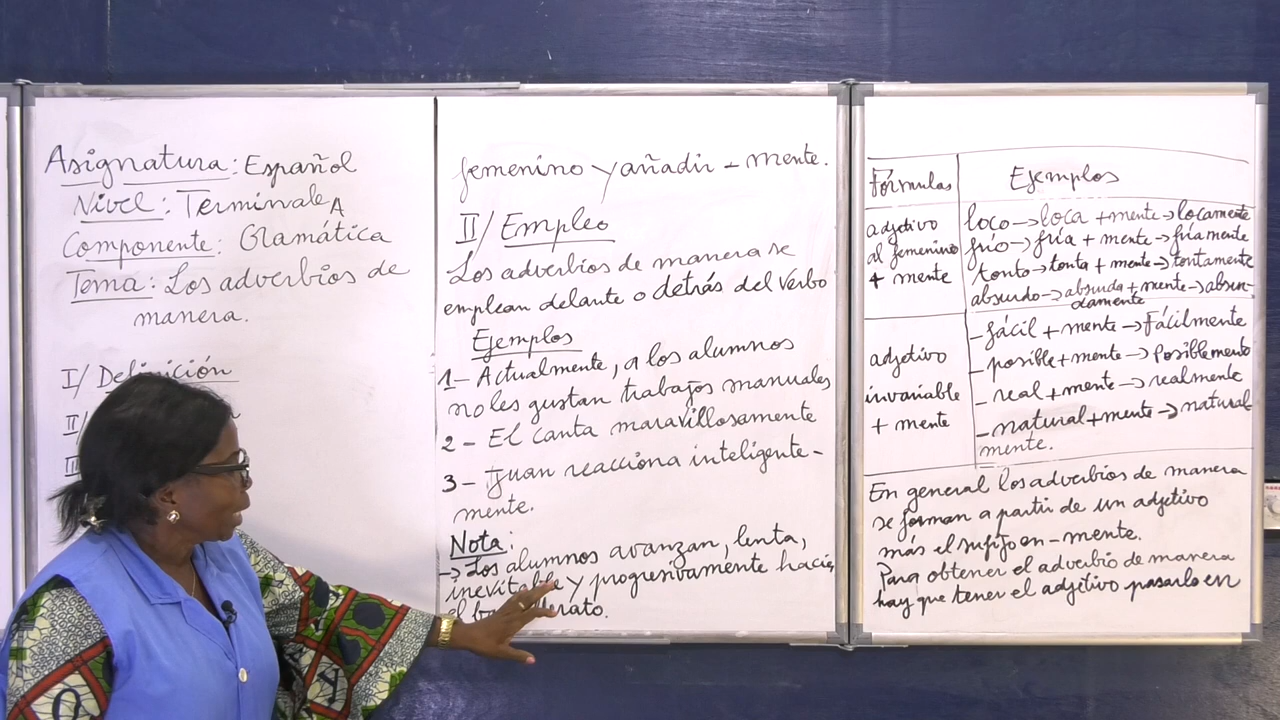 Asignatura: Español
Nivel: Terminale A
Componente: Gramática
Tema: Los adverbios de
manera.
I/ Definición
II/
III
femenino y añadir - mente.
II/ Empleo
Los adverbios de manera se
emplean delante o detrás del verbo
Ejemplos
1- Actualmente, a los alumnos
no les gustan trabajos manuales
2- El canta maravillosamente
3- Juan reacciona inteligente-
mente.
Nota:
-> Los alumnos avanzan, lenta,
inevitable y progresivamente hacia
el
Fórmulas
Ejemplos
adjetivo
al femenino
+ mente
loco -> loca + mente -> locamente
frío -> fría + mente -> fríamente
tonto -> tonta + mente -> tontamente
absurdo -> absurda + mente -> absur-
damente
adjetivo
invariable
+ mente
- fácil + mente -> Fácilmente
- posible + mente -> Posiblemente
- real + mente -> realmente
- natural + mente -> natural
mente.
En general los adverbios de manera
se forman a partir de un adjetivo
más el sufijo en - mente.
Para obtener el adverbio de manera
hay que tener el adjetivo pasarlo en